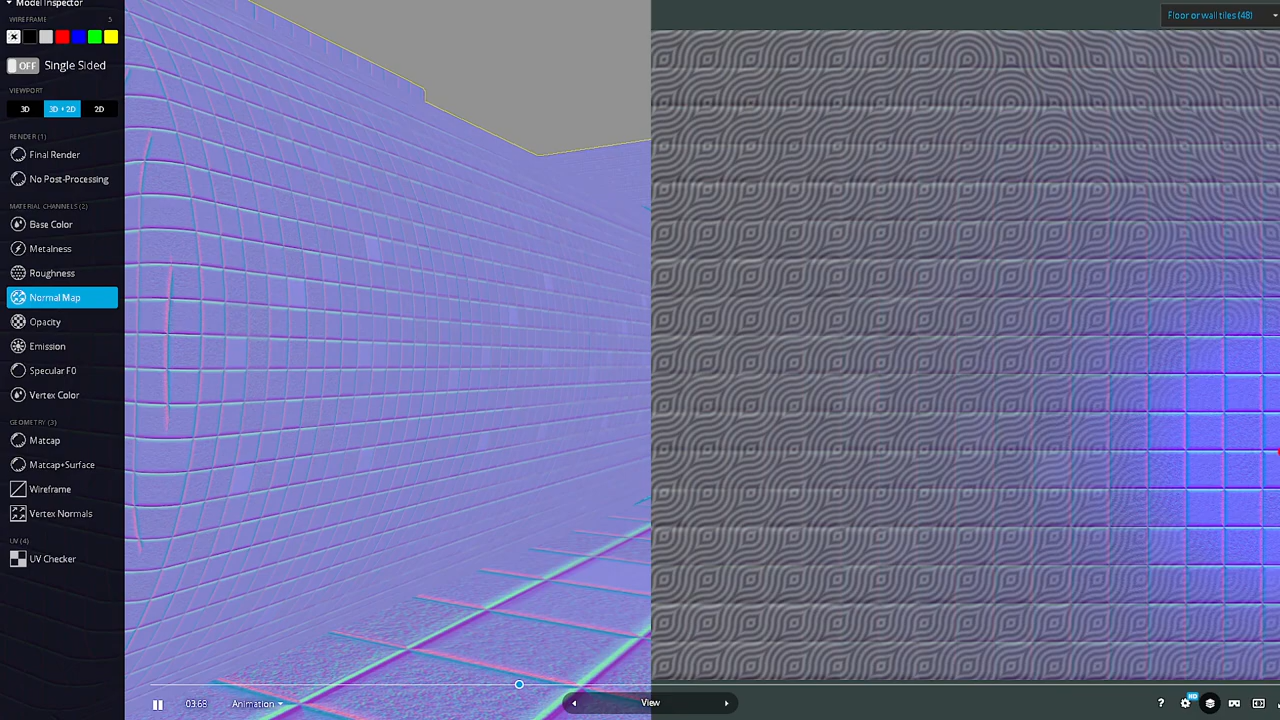 Model Inspector
WIREFRAME 5
OFF Single Sided
VIEWPORT
3D 3D + 2D 2D
RENDER (1)
Final Render
No Post-Processing
MATERIAL CHANNELS (2)
Base Color
Metalness
Roughness
Normal Map
Opacity
Emission
Specular F0
Vertex Color
GEOMETRY (3)
Matcap
Matcap+Surface
Wireframe
Vertex Normals
UV (4)
UV Checker
Floor or wall tiles (48)
03:68 Animation
View
? HD